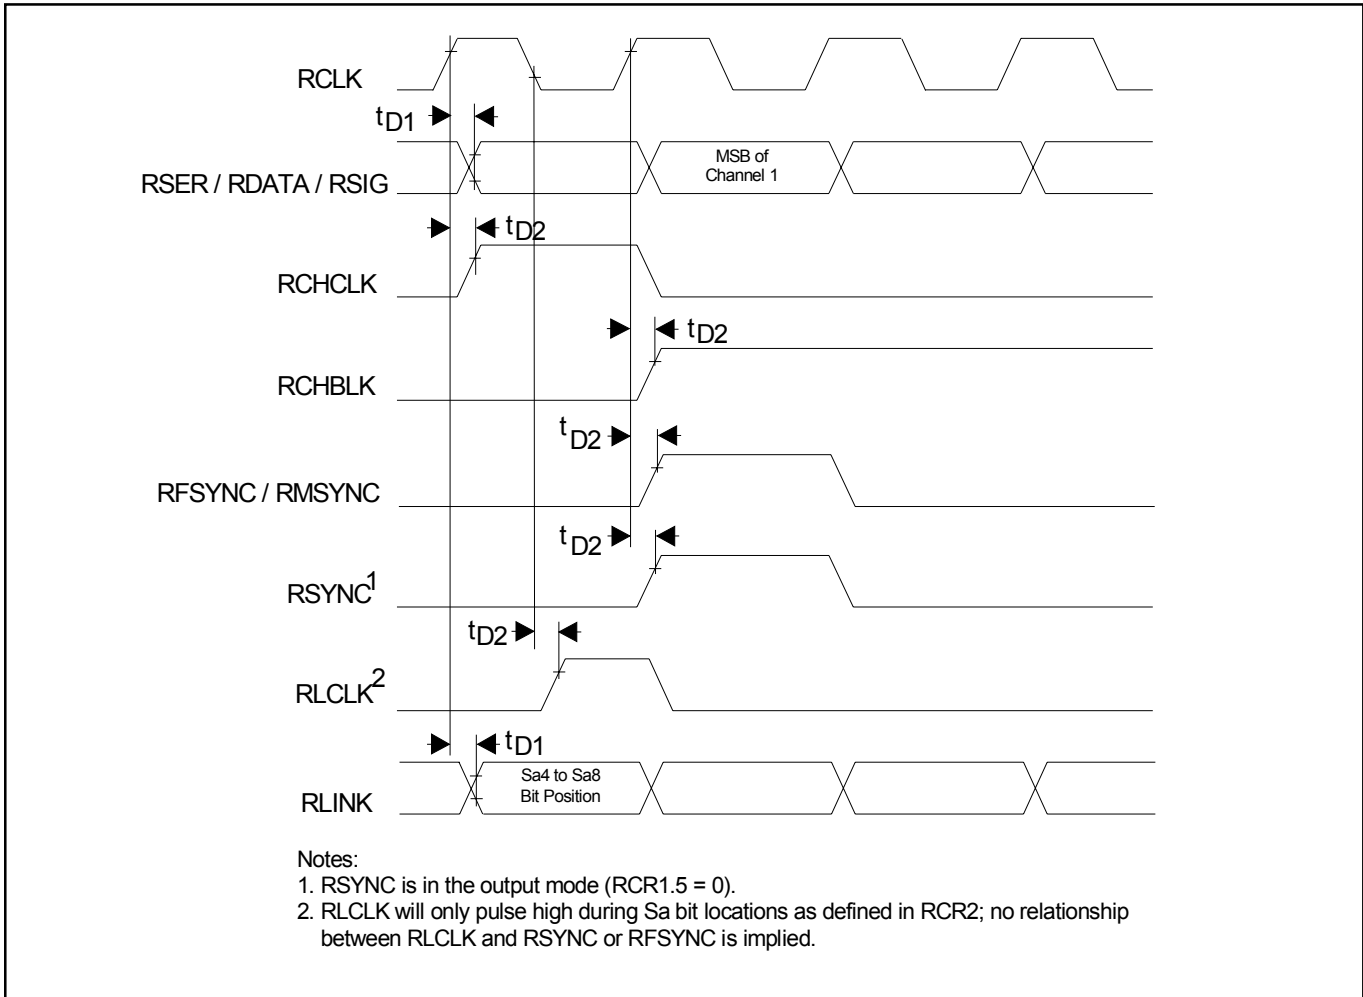 RCLK
tD1
RSER / RDATA / RSIG
MSB of
Channel 1
tD2
RCHCLK
tD2
RCHBLK
tD2
RFSYNC / RMSYNC
tD2
RSYNC1
tD2
RLCLK2
tD1
RLINK
Sa4 to Sa8
Bit Position
Notes:
1. RSYNC is in the output mode (RCR1.5 = 0).
2. RLCLK will only pulse high during Sa bit locations as defined in RCR2; no relationship
between RLCLK and RSYNC or RFSYNC is implied.